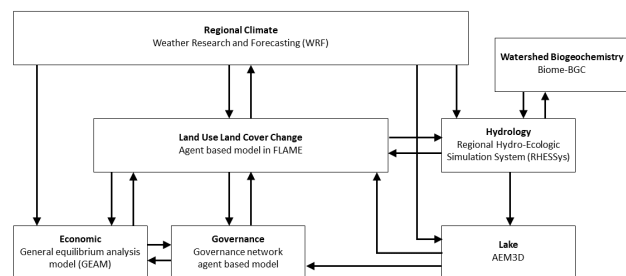 Regional Climate
Weather Research and Forecasting (WRF)
Watershed Biogeochemistry
Biome-BGC
Land Use Land Cover Change
Agent based model in FLAME
Hydrology
Regional Hydro-Ecologic
Simulation System (RHESSys)
Economic
General equilibrium analysis
model (GEAM)
Governance
Governance network
agent based model
Lake
AEM3D